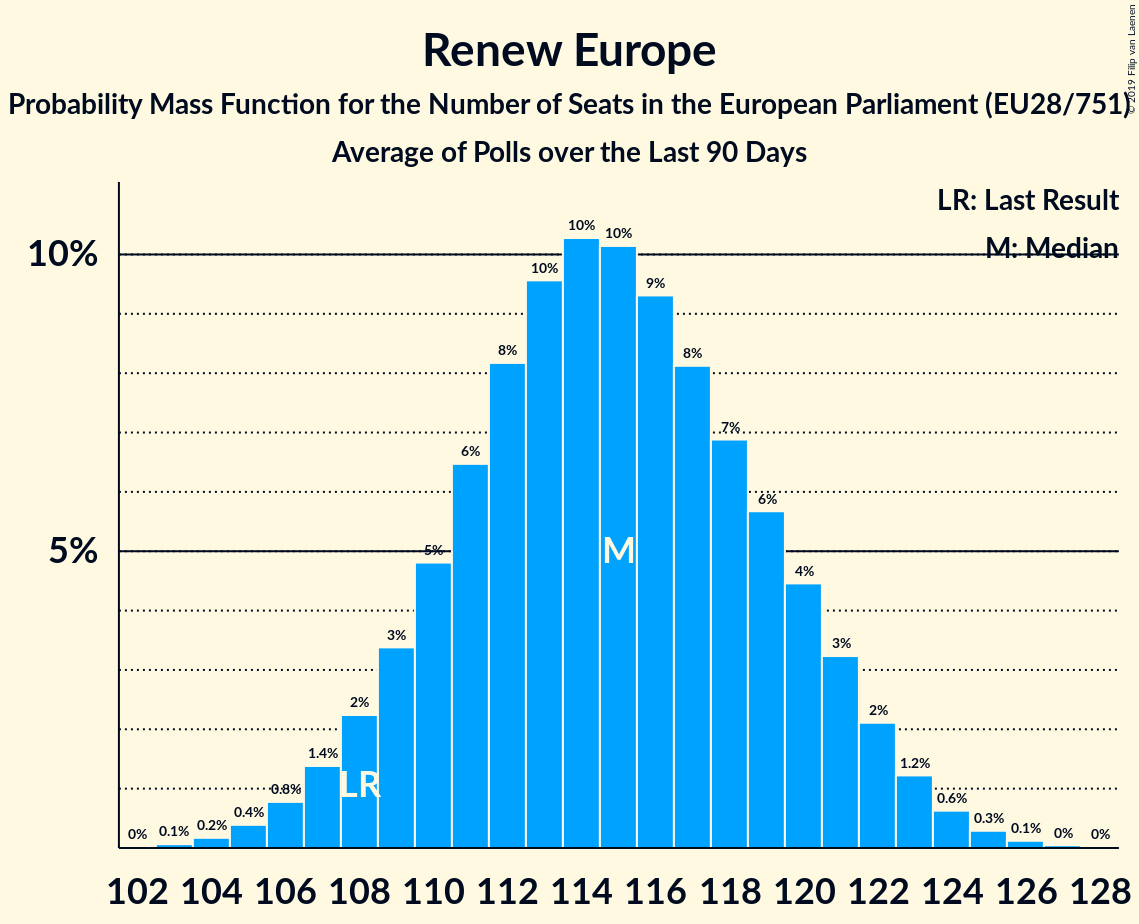 Renew Europe
Probability Mass Function for the Number of Seats in the European Parliament (EU28/751)
Average of Polls over the Last 90 Days
© 2019 Filip van Laenen
LR: Last Result
M: Median
10%
5%
0% 0.1% 0.2% 0.4% 0.8% 1.4% 2% 3% 5% 6% 8% 10% 10% 10% 9% 8% 7% 6% 4% 3% 2% 1.2% 0.6% 0.3% 0.1% 0% 0%
M
LR
102 104 106 108 110 112 114 116 118 120 122 124 126 128